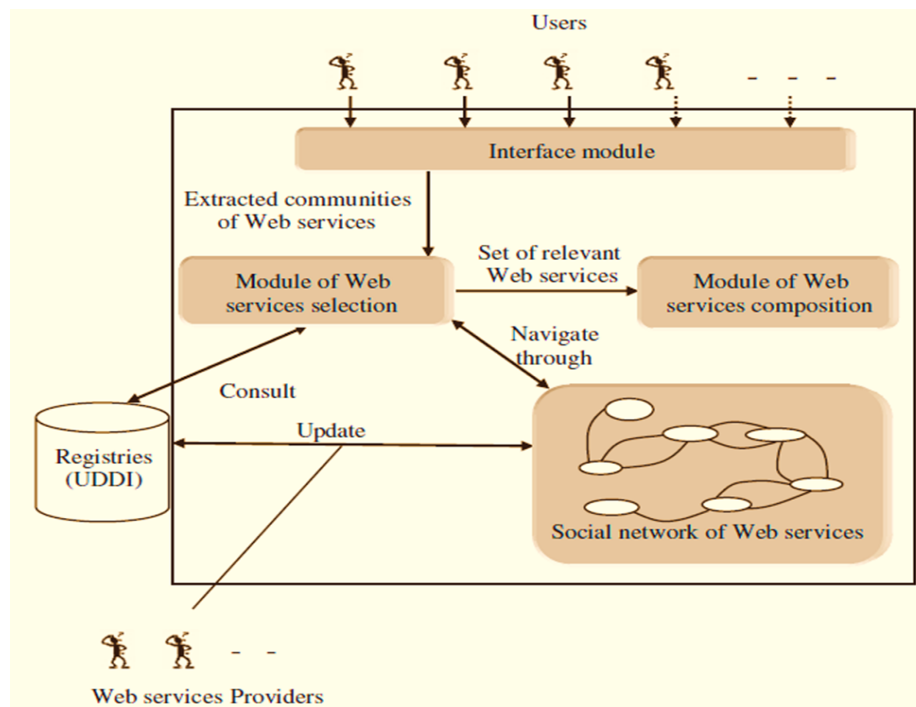 Users
Interface module
Extracted communities
of Web services
Set of relevant
Web services
Module of Web
services selection
Module of Web
services composition
Navigate
through
Consult
Update
Registries
(UDDI)
Social network of Web services
Web services Providers